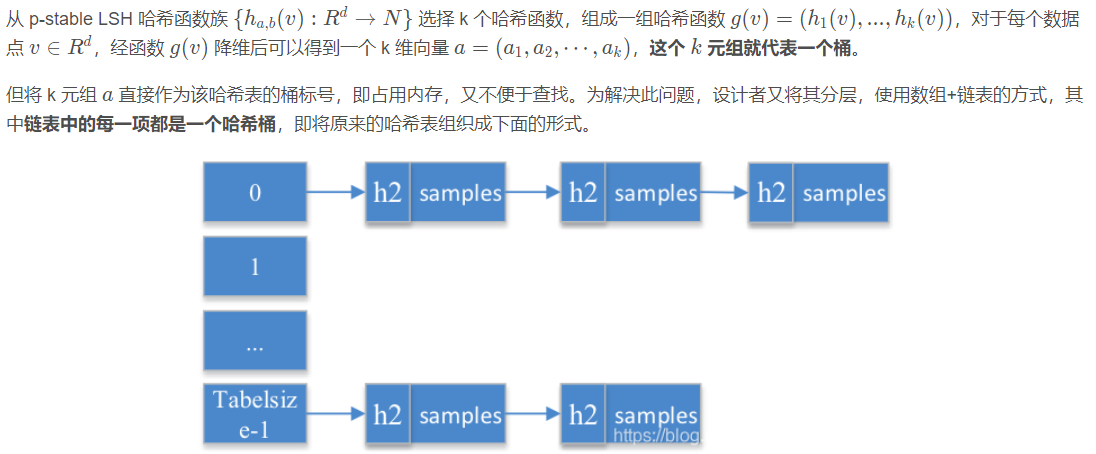 从 p-stable LSH 哈希函数族 {h_{a,b}(v) : R^d → N} 选择 k 个哈希函数，组成一组哈希函数 g(v) = (h_1(v), ..., h_k(v))，对于每个数据
点 v ∈ R^d，经函数 g(v) 降维后可以得到一个 k 维向量 a = (a_1, a_2, ⋯, a_k)，这个 k 元组就代表一个桶。
但将 k 元组 a 直接作为该哈希表的桶标号，即占用内存，又不便于查找。为解决此问题，设计者又将其分层，使用数组+链表的方式，其
中链表中的每一项都是一个哈希桶，即将原来的哈希表组织成下面的形式。
0 h2 samples h2 samples h2 samples
1
...
Tabelsiz
e-1
h2 samples h2 samples
https://blog.